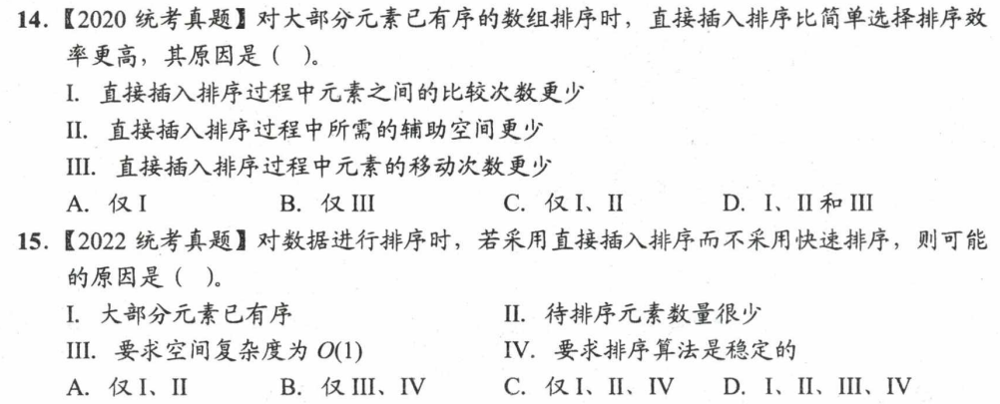 14.【2020 统考真题】对大部分元素已有序的数组排序时，直接插入排序比简单选择排序效
率更高，其原因是（ ）。
I. 直接插入排序过程中元素之间的比较次数更少
II. 直接插入排序过程中所需的辅助空间更少
III. 直接插入排序过程中元素的移动次数更少
A. 仅 I B. 仅 III C. 仅 I、II D. I、II 和 III
15.【2022 统考真题】对数据进行排序时，若采用直接插入排序而不采用快速排序，则可能
的原因是（ ）。
I. 大部分元素已有序 II. 待排序元素数量很少
III. 要求空间复杂度为 O(1) IV. 要求排序算法是稳定的
A. 仅 I、II B. 仅 III、IV C. 仅 I、II、IV D. I、II、III、IV